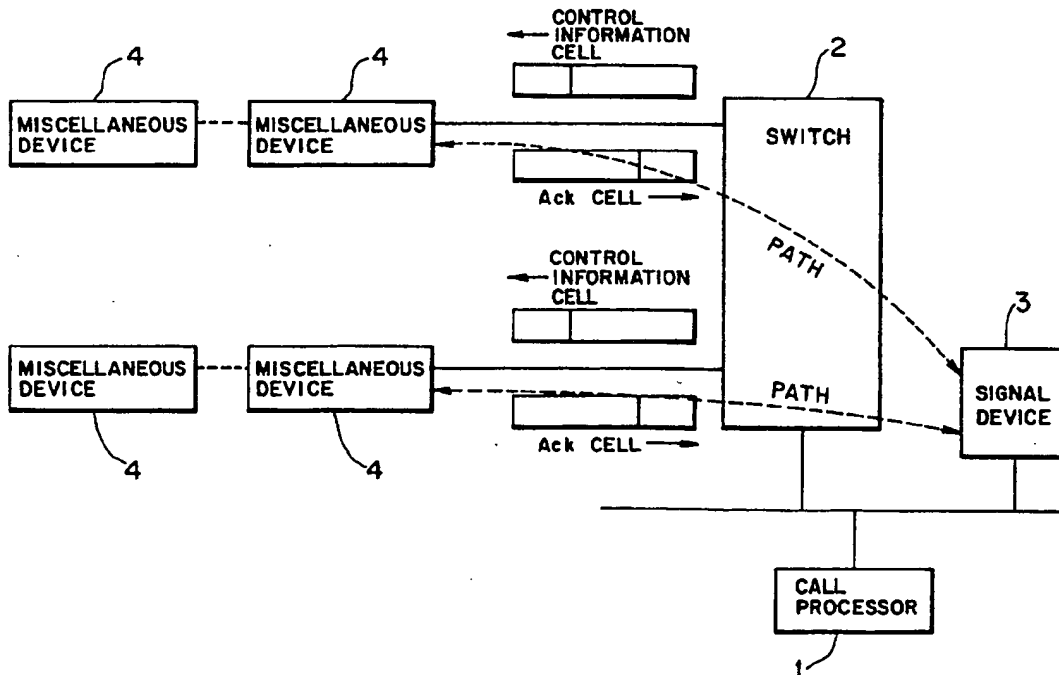 CONTROL
INFORMATION
CELL
4
4
2
MISCELLANEOUS
DEVICE
MISCELLANEOUS
DEVICE
SWITCH
Ack CELL
PATH
CONTROL
INFORMATION
CELL
3
MISCELLANEOUS
DEVICE
MISCELLANEOUS
DEVICE
PATH
SIGNAL
DEVICE
Ack CELL
4
4
CALL
PROCESSOR
1